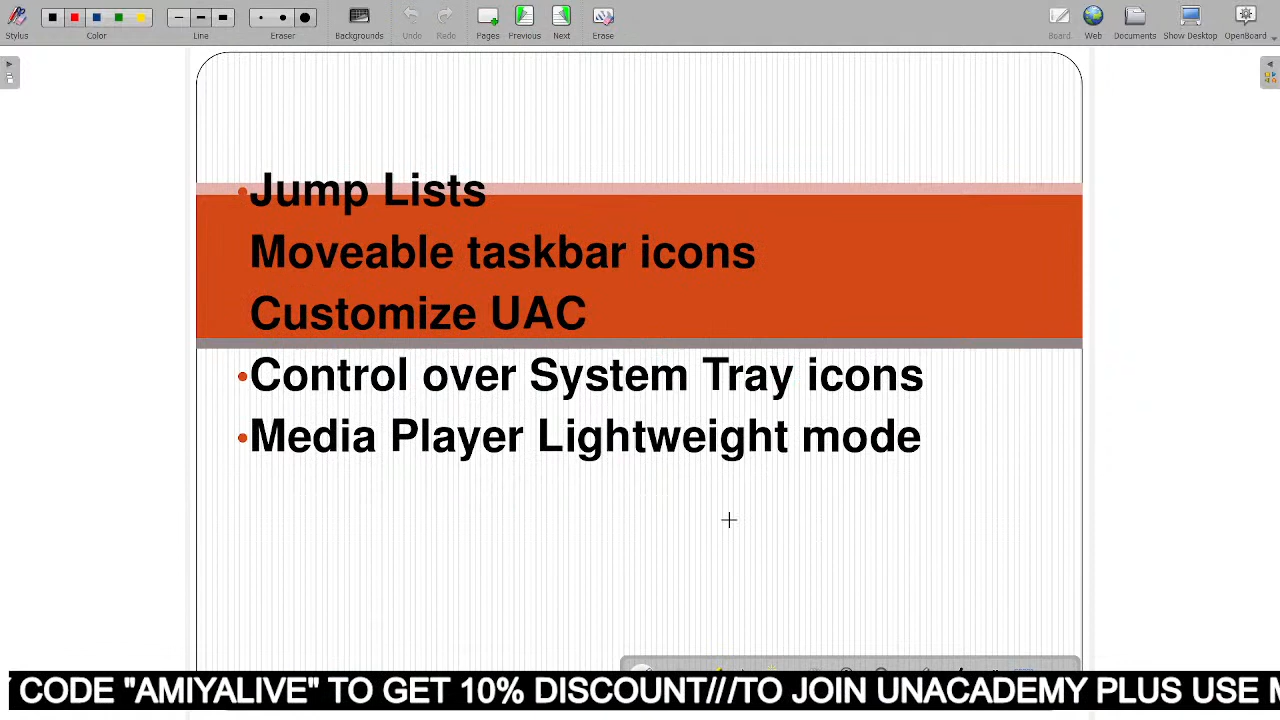 Stylus
Color
Line
Eraser
Backgrounds
Undo
Redo
Pages
Previous
Next
Erase
Board
Web
Documents
Show Desktop
OpenBoard
•Jump Lists
Moveable taskbar icons
Customize UAC
•Control over System Tray icons
•Media Player Lightweight mode
CODE "AMIYALIVE" TO GET 10% DISCOUNT///TO JOIN UNACADEMY PLUS USE